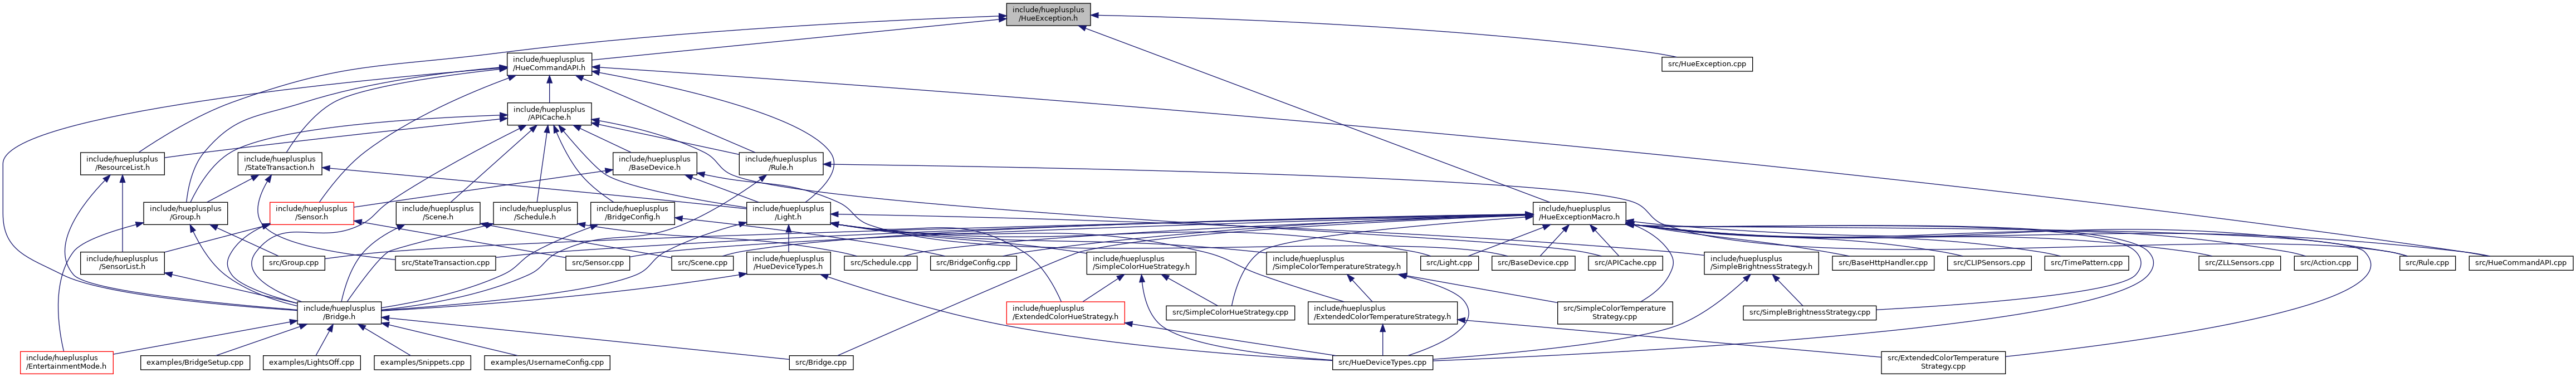 include/hueplusplus
/HueException.h
include/hueplusplus
/HueCommandAPI.h
src/HueException.cpp
include/hueplusplus
/APICache.h
include/hueplusplus
/ResourceList.h
include/hueplusplus
/StateTransaction.h
include/hueplusplus
/BaseDevice.h
include/hueplusplus
/Rule.h
include/hueplusplus
/Group.h
include/hueplusplus
/Sensor.h
include/hueplusplus
/Scene.h
include/hueplusplus
/Schedule.h
include/hueplusplus
/BridgeConfig.h
include/hueplusplus
/Light.h
include/hueplusplus
/HueExceptionMacro.h
include/hueplusplus
/SensorList.h
src/Group.cpp
src/StateTransaction.cpp
src/Sensor.cpp
src/Scene.cpp
include/hueplusplus
/HueDeviceTypes.h
src/Schedule.cpp
src/BridgeConfig.cpp
include/hueplusplus
/SimpleColorHueStrategy.h
include/hueplusplus
/SimpleColorTemperatureStrategy.h
src/Light.cpp
src/BaseDevice.cpp
src/APICache.cpp
include/hueplusplus
/SimpleBrightnessStrategy.h
src/BaseHttpHandler.cpp
src/CLIPSensors.cpp
src/TimePattern.cpp
src/ZLLSensors.cpp
src/Action.cpp
src/Rule.cpp
src/HueCommandAPI.cpp
include/hueplusplus
/Bridge.h
include/hueplusplus
/ExtendedColorHueStrategy.h
src/SimpleColorHueStrategy.cpp
include/hueplusplus
/ExtendedColorTemperatureStrategy.h
src/SimpleColorTemperature
Strategy.cpp
src/SimpleBrightnessStrategy.cpp
include/hueplusplus
/EntertainmentMode.h
examples/BridgeSetup.cpp
examples/LightsOff.cpp
examples/Snippets.cpp
examples/UsernameConfig.cpp
src/Bridge.cpp
src/HueDeviceTypes.cpp
src/ExtendedColorTemperature
Strategy.cpp